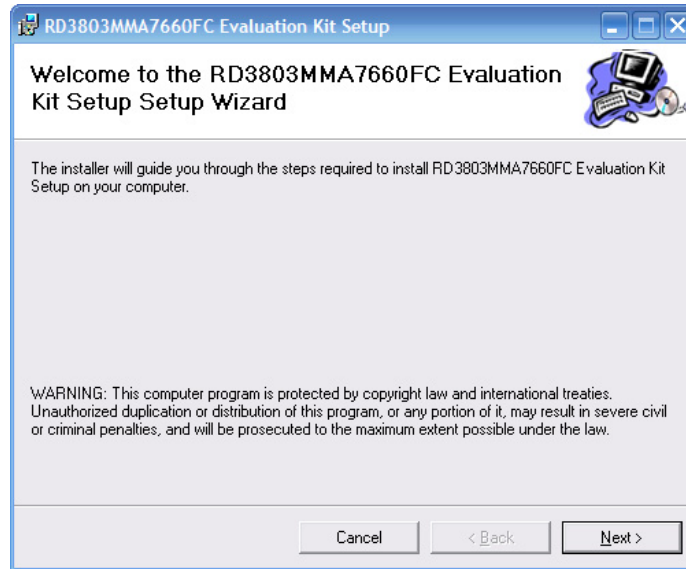 RD3803MMA7660FC Evaluation Kit Setup
Welcome to the RD3803MMA7660FC Evaluation
Kit Setup Setup Wizard
The installer will guide you through the steps required to install RD3803MMA7660FC Evaluation Kit
Setup on your computer.
WARNING: This computer program is protected by copyright law and international treaties.
Unauthorized duplication or distribution of this program, or any portion of it, may result in severe civil
or criminal penalties, and will be prosecuted to the maximum extent possible under the law.
Cancel < Back Next >